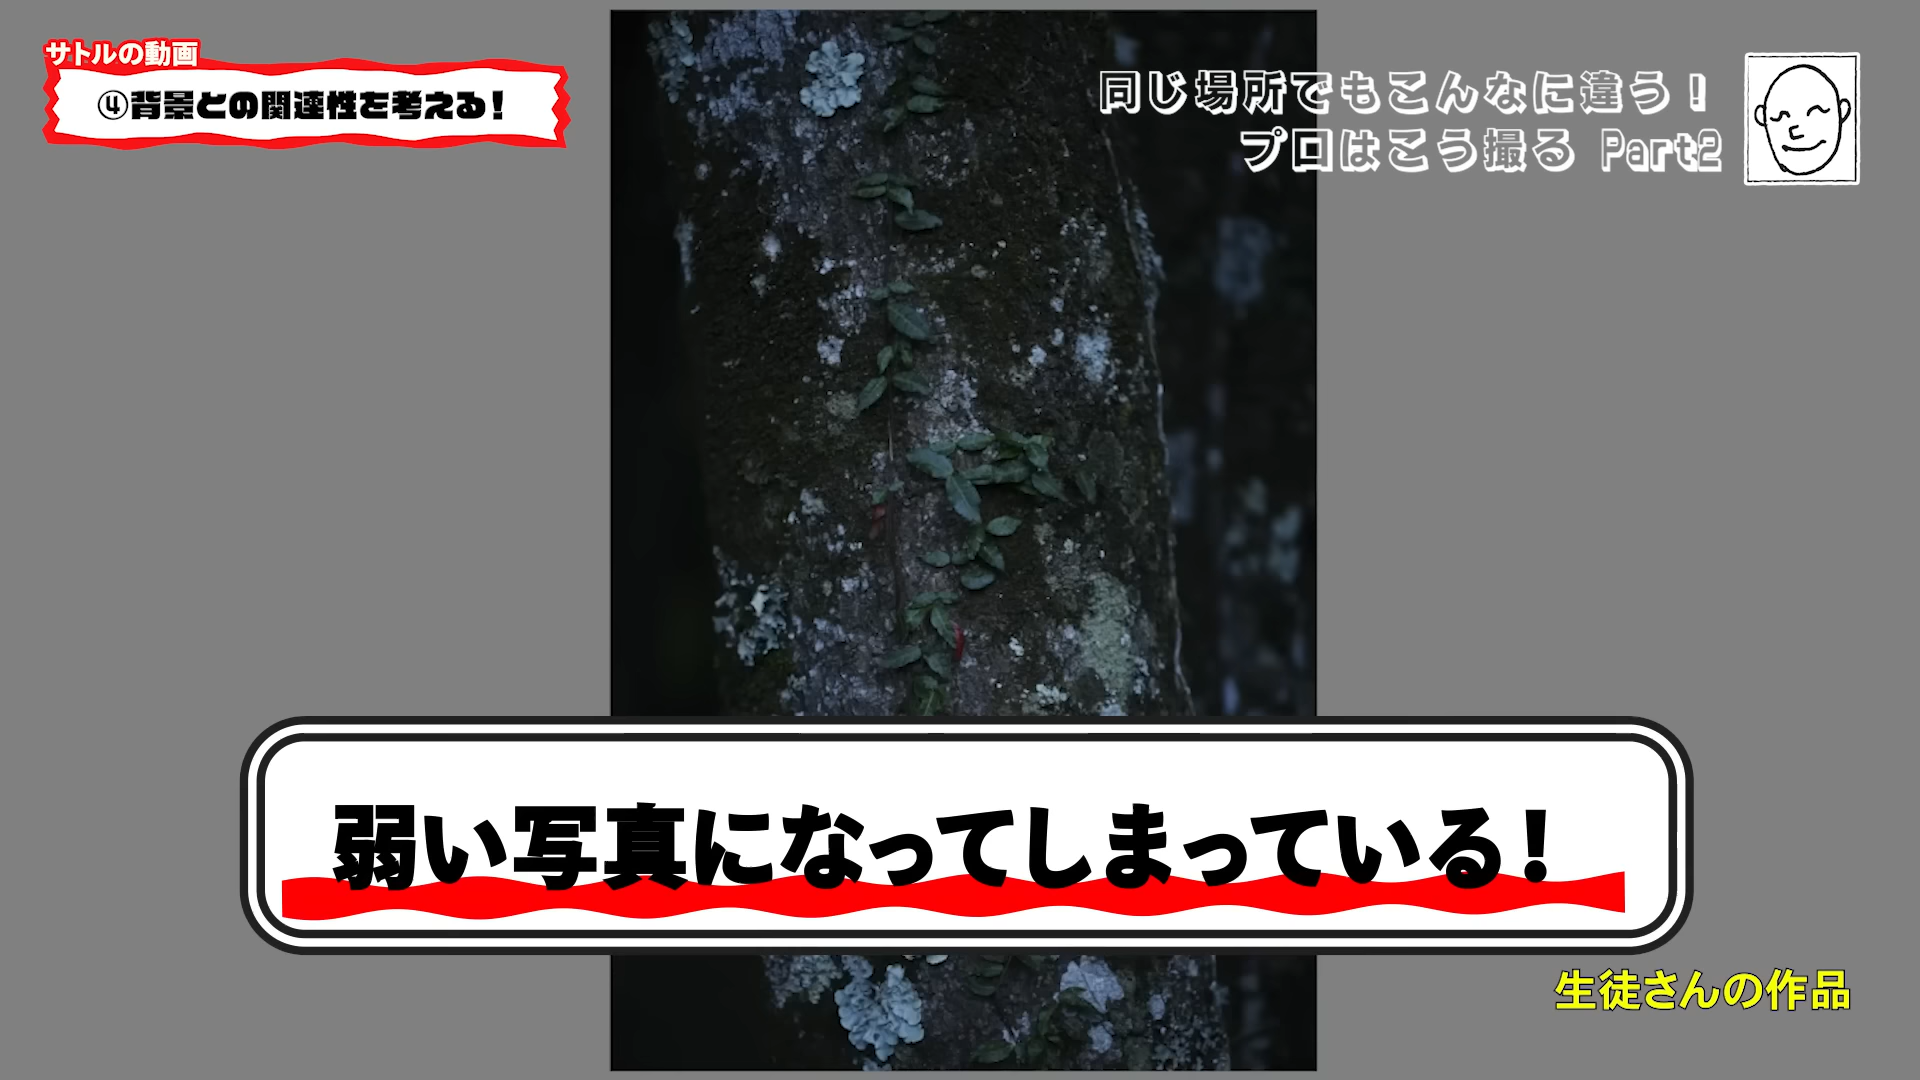 サトルの動画
④背景との関連性を考える！
同じ場所でもこんなに違う！
プロはこう撮る Part2
弱い写真になってしまっている！
生徒さんの作品